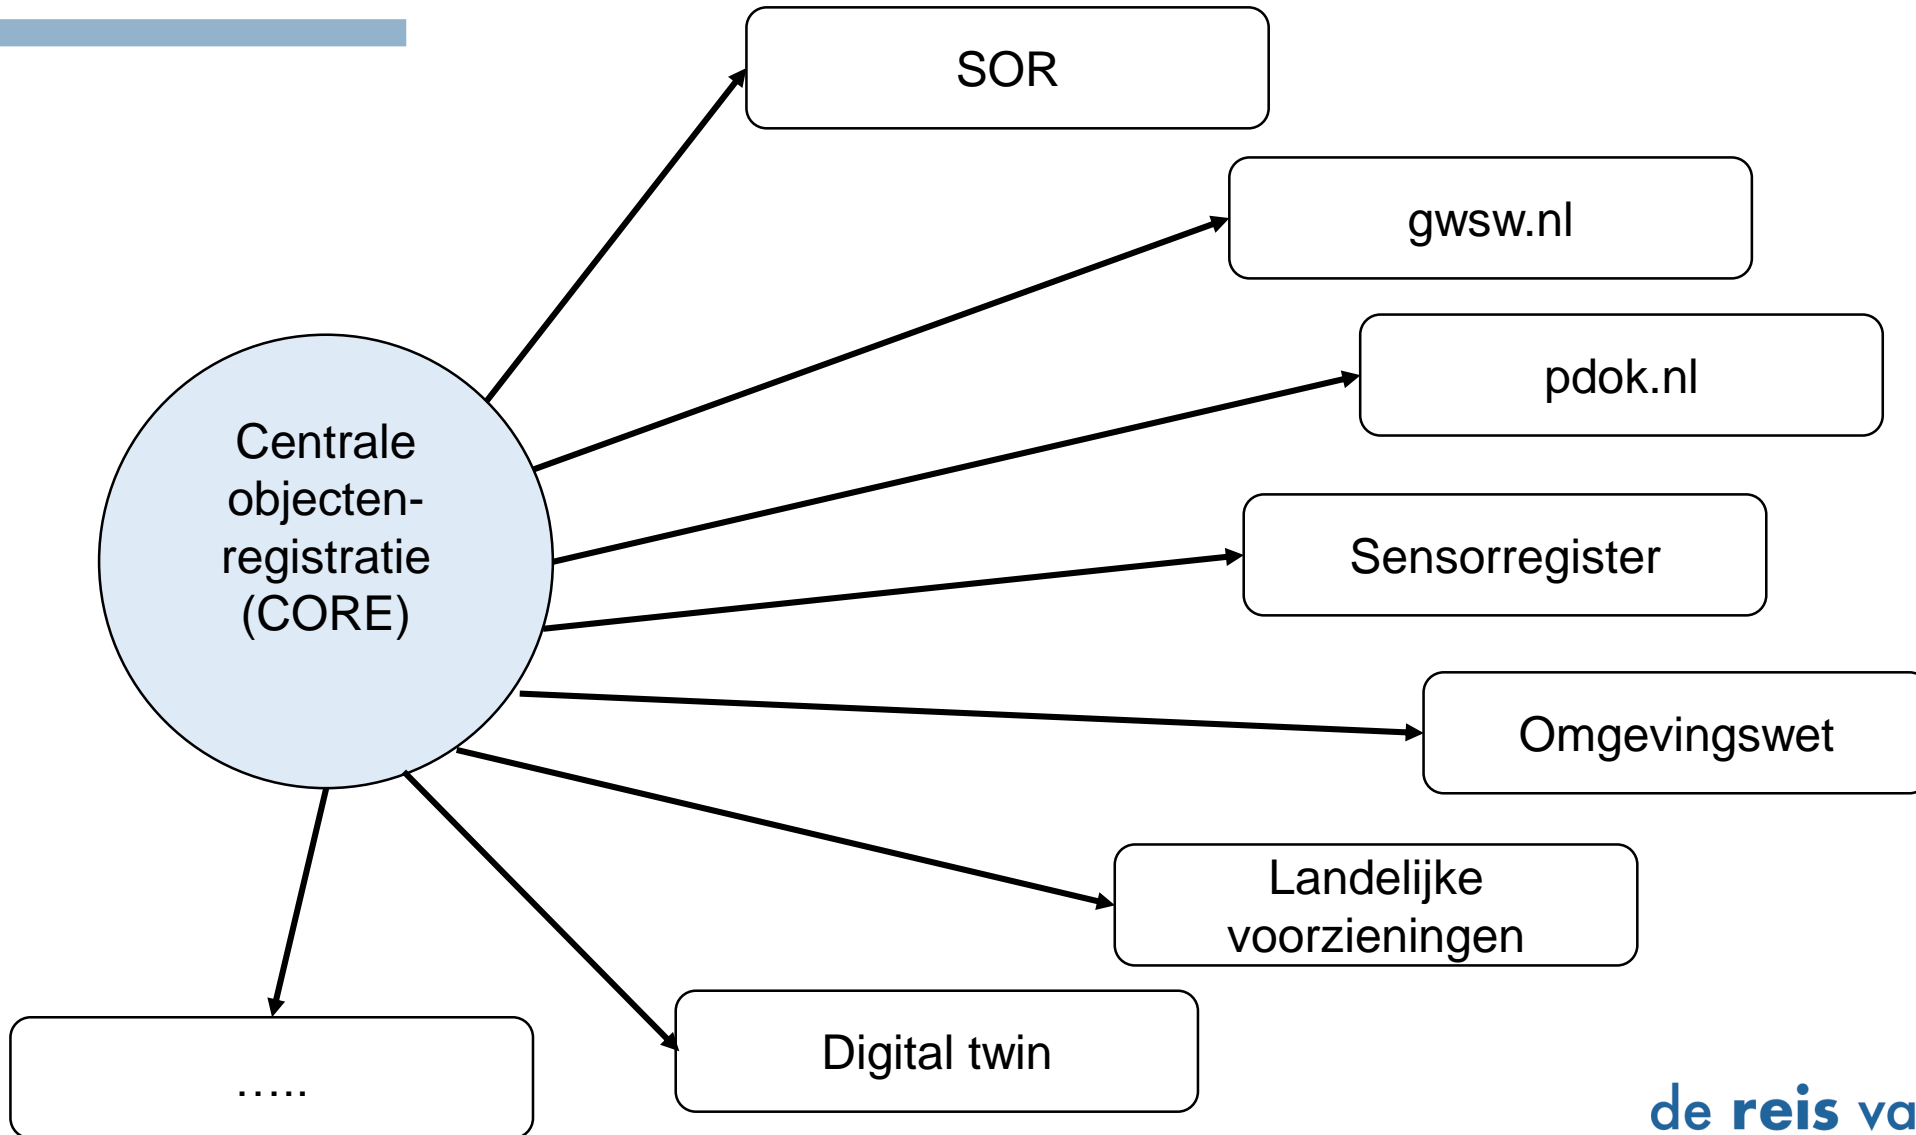 SOR
gwsw.nl
pdok.nl
Centrale
objecten-
registratie
(CORE)
Sensorregister
Omgevingswet
Landelijke
voorzieningen
Digital twin
…..
de reis va